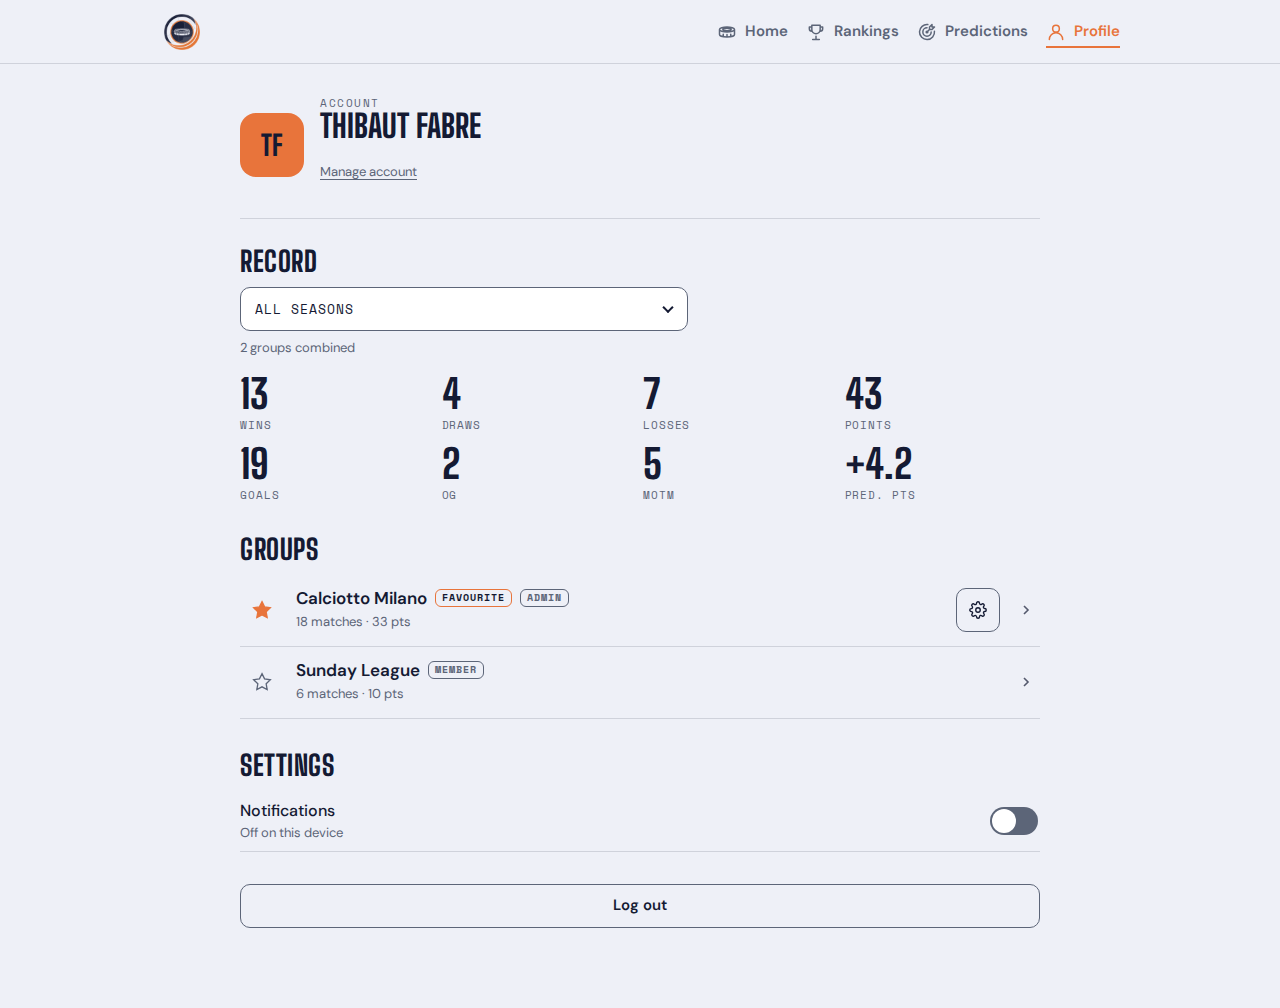 Home
Rankings
Predictions
Profile
ACCOUNT
THIBAUT FABRE
TF
Manage account
RECORD
ALL SEASONS
2 groups combined
13 4 7 43
WINS DRAWS LOSSES POINTS
19 2 5 +4.2
GOALS OG MOTM PRED. PTS
GROUPS
Calciotto Milano FAVOURITE ADMIN
18 matches · 33 pts
Sunday League MEMBER
6 matches · 10 pts
SETTINGS
Notifications
Off on this device
Log out